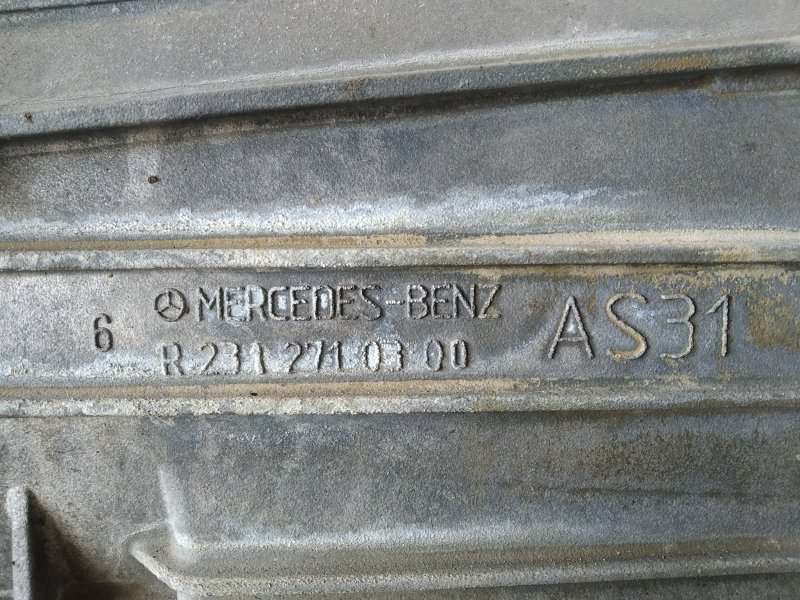 6
MERCEDES-BENZ
R 231 271 03 00
AS31